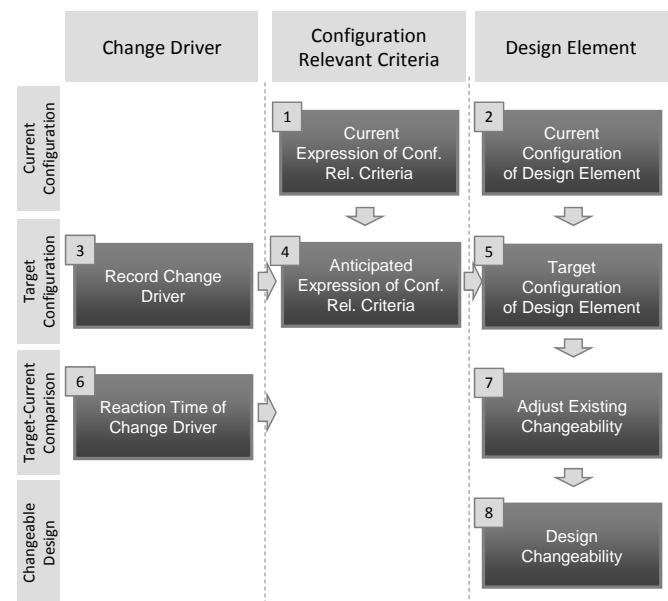 Change Driver
Configuration
Relevant Criteria
Design Element
Current
Configuration
1
Current
Expression of Conf.
Rel. Criteria
2
Current
Configuration
of Design Element
Target
Configuration
3
Record Change
Driver
4
Anticipated
Expression of Conf.
Rel. Criteria
5
Target
Configuration
of Design Element
Target-Current
Comparison
6
Reaction Time of
Change Driver
7
Adjust Existing
Changeability
Changeable
Design
8
Design
Changeability